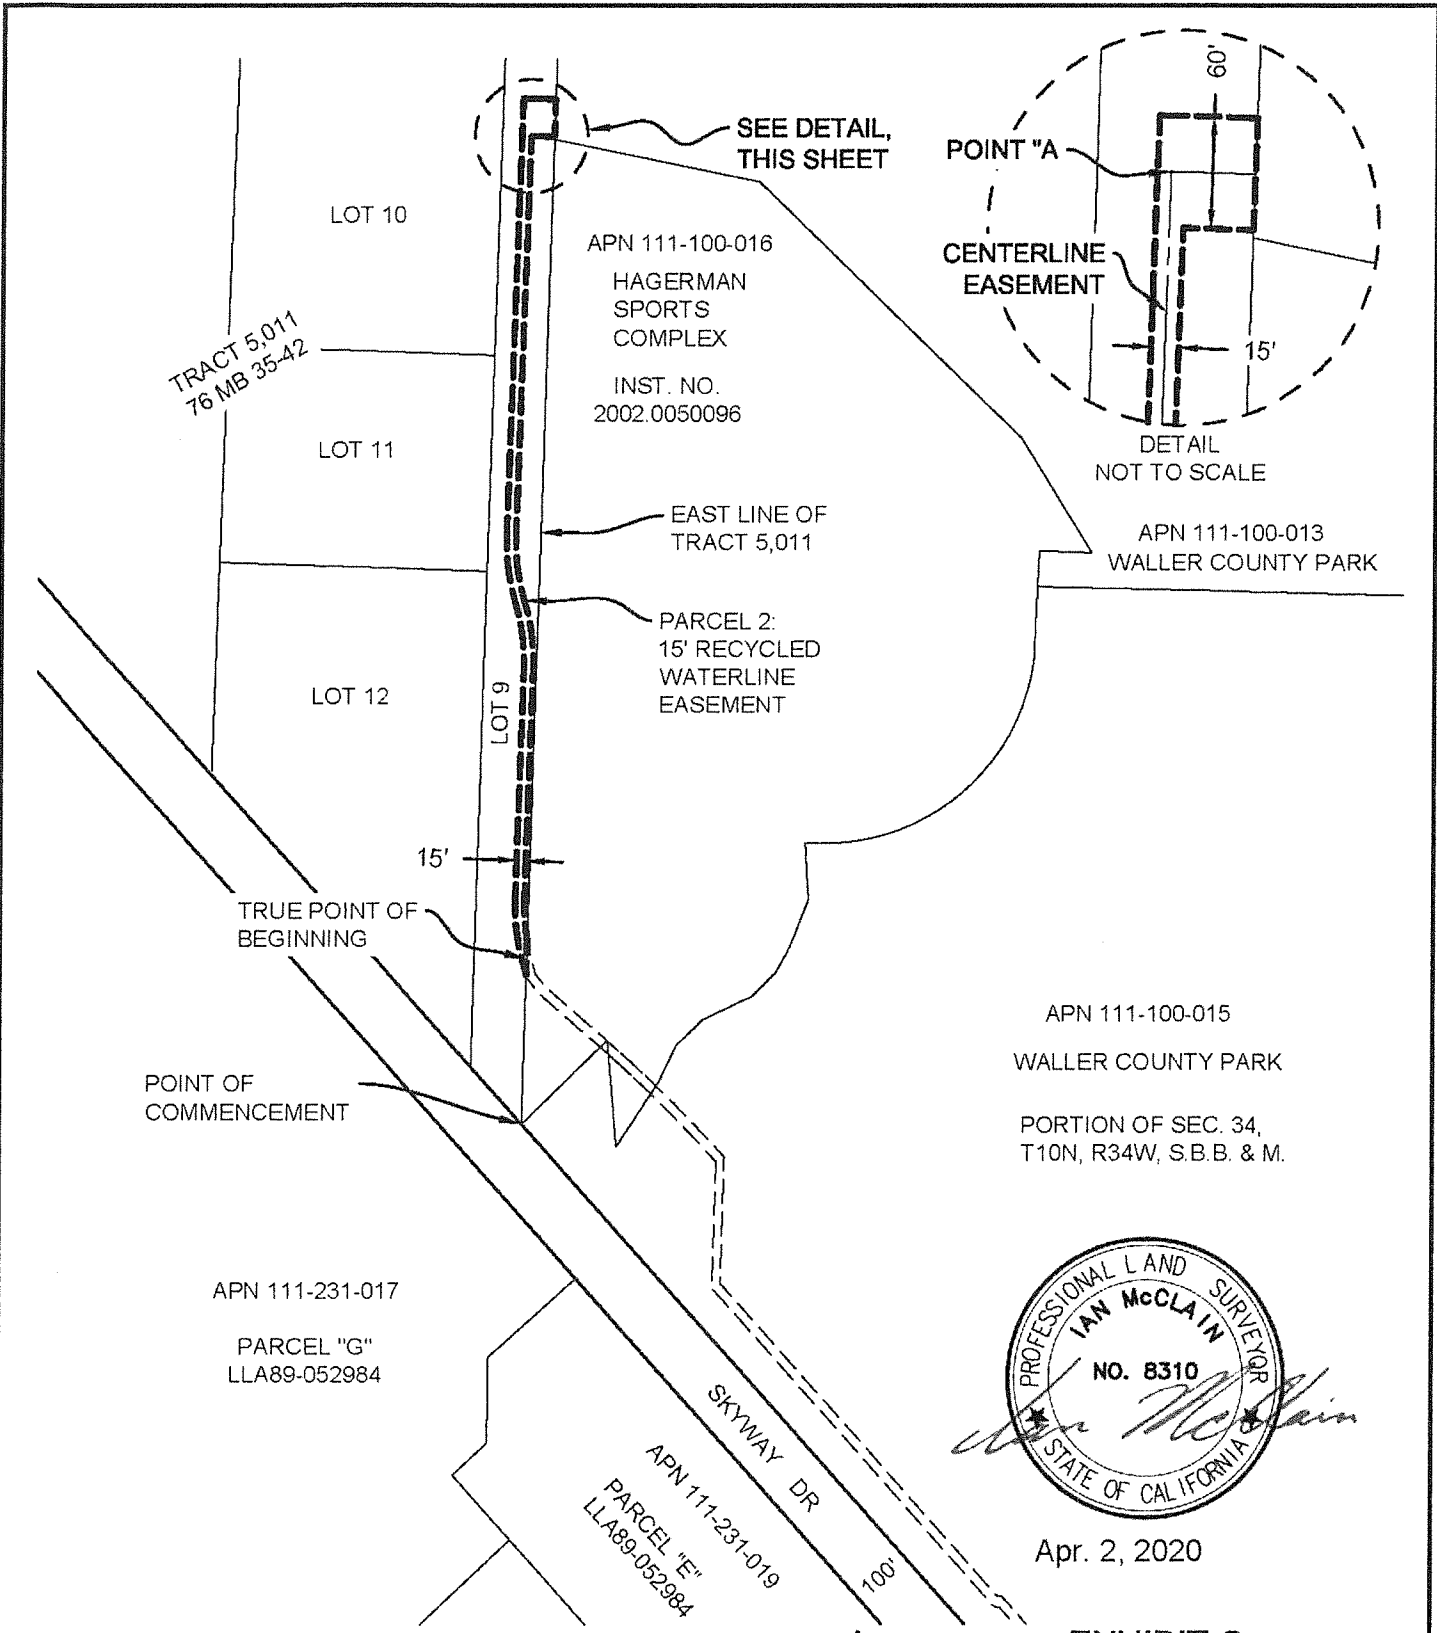 60'
SEE DETAIL,
THIS SHEET
POINT "A
LOT 10
APN 111-100-016
HAGERMAN
SPORTS
COMPLEX
CENTERLINE
EASEMENT
TRACT 5,011
76 MB 35-42
15'
INST. NO.
2002.0050096
DETAIL
NOT TO SCALE
LOT 11
EAST LINE OF
TRACT 5,011
APN 111-100-013
WALLER COUNTY PARK
PARCEL 2:
15' RECYCLED
WATERLINE
EASEMENT
LOT 12
LOT 9
15'
TRUE POINT OF
BEGINNING
APN 111-100-015
WALLER COUNTY PARK
PORTION OF SEC. 34,
T10N, R34W, S.B.B. & M.
POINT OF
COMMENCEMENT
APN 111-231-017
PARCEL "G"
LLA89-052984
PROFESSIONAL LAND SURVEYOR
IAN McCLAIN
NO. 8310
STATE OF CALIFORNIA
Ian McClain
SKYWAY DR
100'
APN 111-231-019
PARCEL "E"
LLA89-052984
Apr. 2, 2020